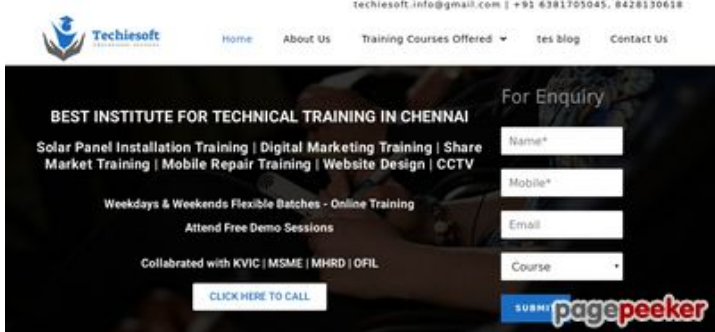 techiesoft.info@gmail.com | +91 6381705045, 8428130618
Techiesoft
Home About Us Training Courses Offered tes blog Contact Us
BEST INSTITUTE FOR TECHNICAL TRAINING IN CHENNAI
Solar Panel Installation Training | Digital Marketing Training | Share
Market Training | Mobile Repair Training | Website Design | CCTV
Weekdays & Weekends Flexible Batches - Online Training
Attend Free Demo Sessions
Collabrated with KVIC | MSME | MHRD | OFIL
CLICK HERE TO CALL
For Enquiry
Name*
Mobile*
Email
Course
SUBMI
pagepeeker